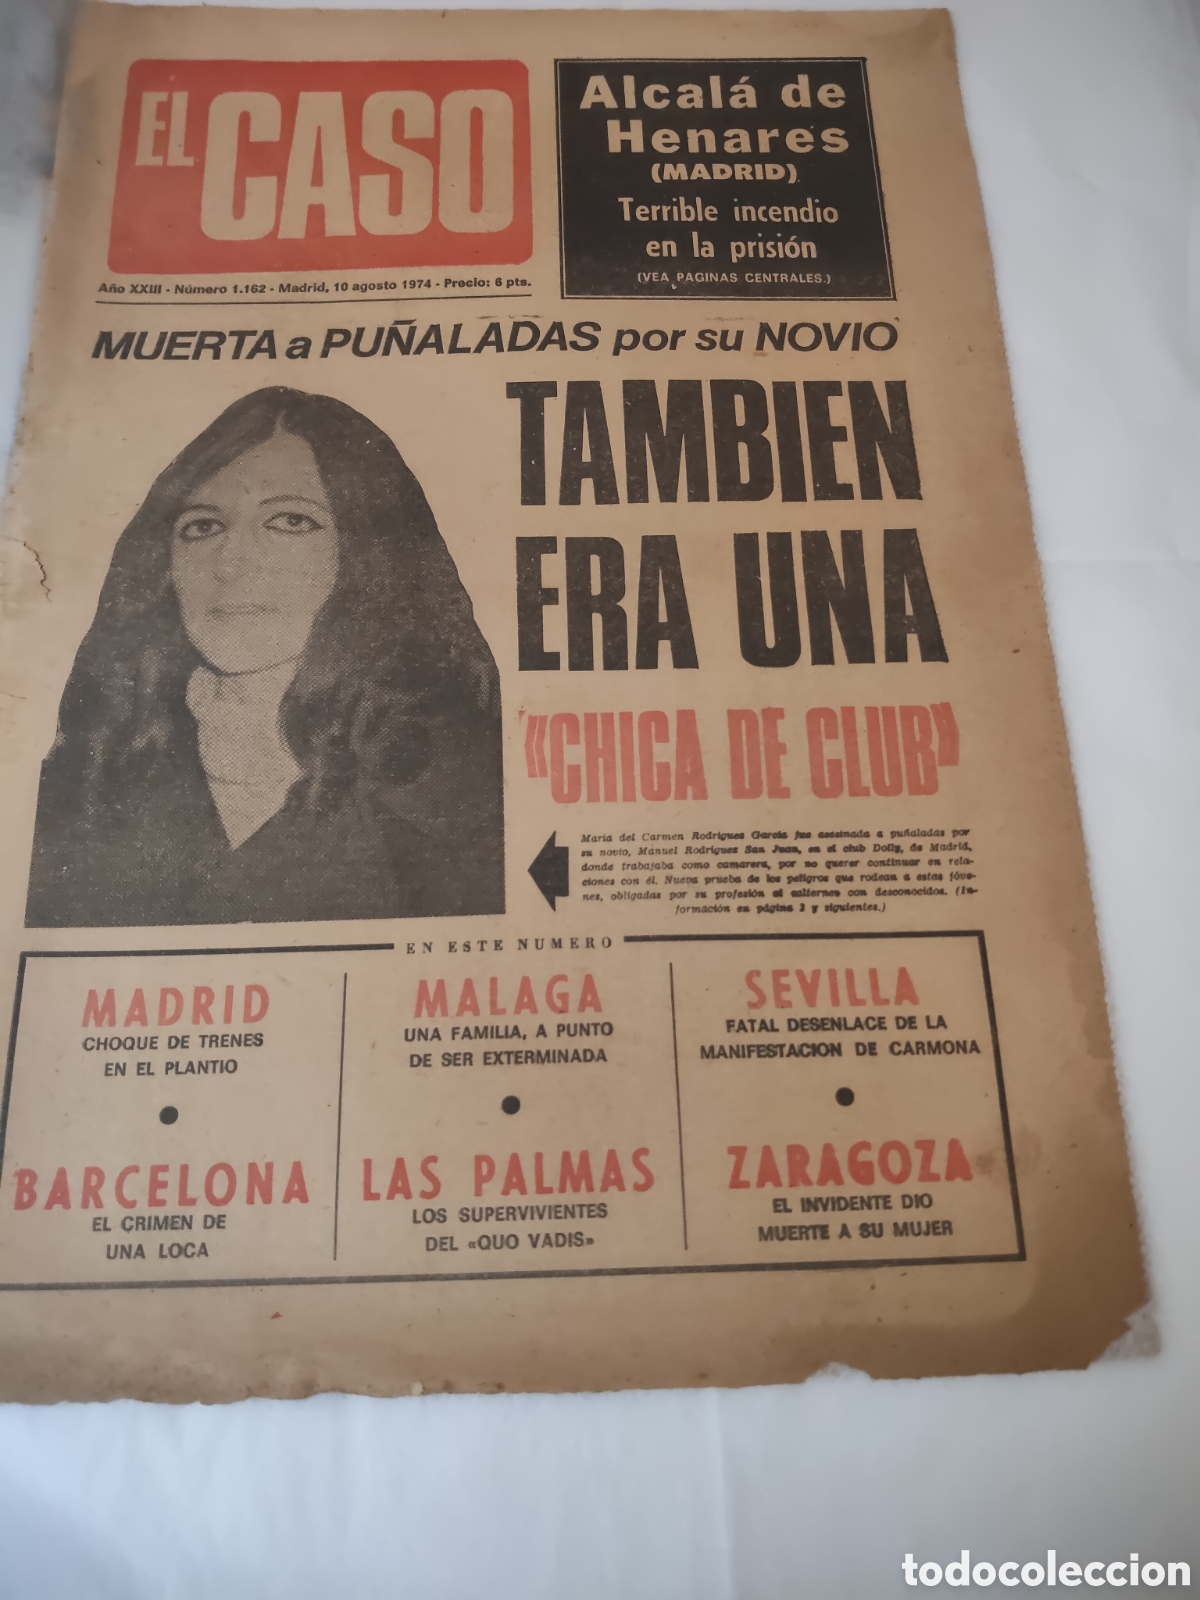 EL CASO
Año XXIII - Número 1.162 - Madrid, 10 agosto 1974 - Precio: 6 pts.
Alcalá de
Henares
(MADRID)
Terrible incendio
en la prisión
(VEA PAGINAS CENTRALES.)
MUERTA a PUÑALADAS por su NOVIO
TAMBIEN
ERA UNA
«CHICA DE CLUB»
María del Carmen Rodríguez García fue asesinada a puñaladas por
su novio, Manuel Rodríguez San Juan, en el club Dolly, de Madrid,
donde trabajaba como camarera, por no querer continuar en rela-
ciones con él. Nueva prueba de los peligros que rodean a estas jóve-
nes, obligadas por su profesión al alterneo con desconocidos. (In-
formación en página 3 y siguientes.)
EN ESTE NUMERO
MADRID
CHOQUE DE TRENES
EN EL PLANTIO
MALAGA
UNA FAMILIA, A PUNTO
DE SER EXTERMINADA
SEVILLA
FATAL DESENLACE DE LA
MANIFESTACION DE CARMONA
BARCELONA
EL CRIMEN DE
UNA LOCA
LAS PALMAS
LOS SUPERVIVIENTES
DEL «QUO VADIS»
ZARAGOZA
EL INVIDENTE DIO
MUERTE A SU MUJER
todocoleccion